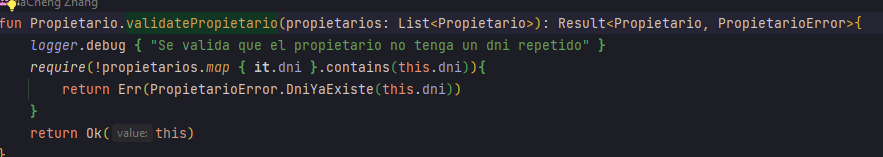 NaCheng Zhang
fun Propietario.validatePropietario(propietarios: List<Propietario>): Result<Propietario, PropietarioError>{
logger.debug { "Se valida que el propietario no tenga un dni repetido" }
require(!propietarios.map { it.dni }.contains(this.dni)){
return Err(PropietarioError.DniYaExiste(this.dni))
}
return Ok( value: this)
}